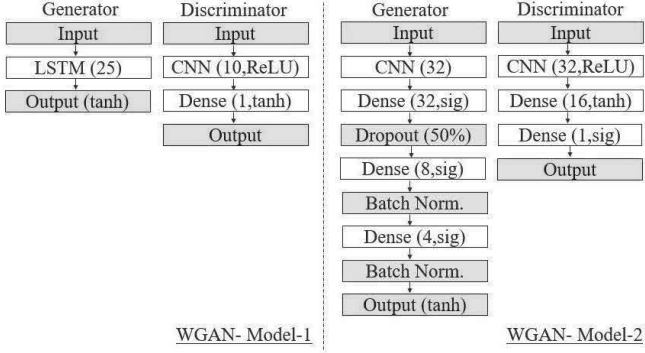 Generator
Input
LSTM (25)
Output (tanh)
Discriminator
Input
CNN (10,ReLU)
Dense (1,tanh)
Output
WGAN- Model-1
Generator
Input
CNN (32)
Dense (32,sig)
Dropout (50%)
Dense (8,sig)
Batch Norm.
Dense (4,sig)
Batch Norm.
Output (tanh)
Discriminator
Input
CNN (32,ReLU)
Dense (16,tanh)
Dense (1,sig)
Output
WGAN- Model-2